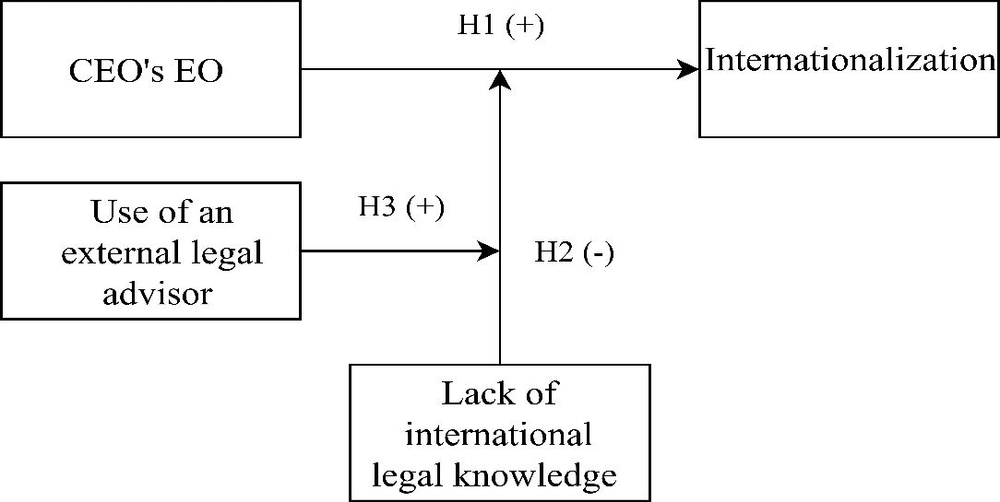 H1 (+)
CEO's EO
Internationalization
Use of an
external legal
advisor
H3 (+)
H2 (-)
Lack of
international
legal knowledge